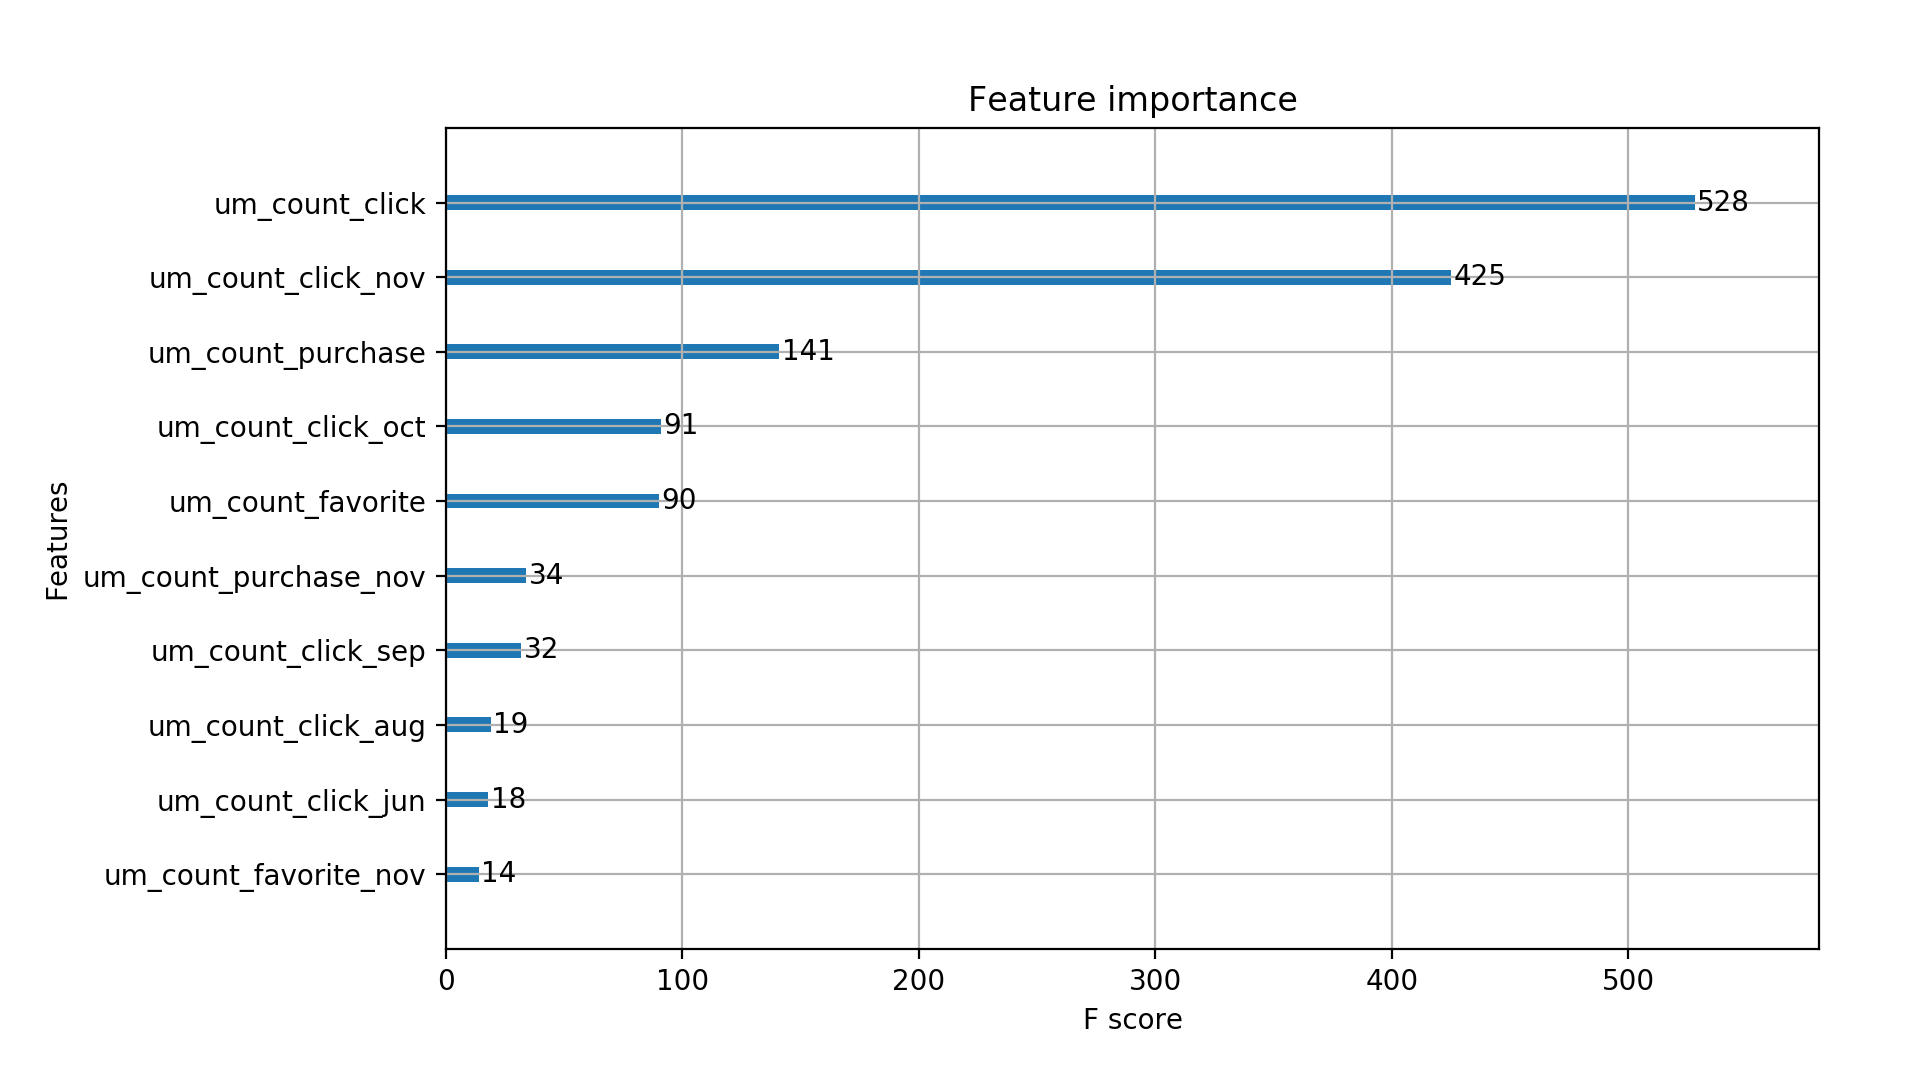 Feature importance
um_count_click 528
um_count_click_nov 425
um_count_purchase 141
um_count_click_oct 91
um_count_favorite 90
um_count_purchase_nov 34
um_count_click_sep 32
um_count_click_aug 19
um_count_click_jun 18
um_count_favorite_nov 14
Features
0 100 200 300 400 500
F score